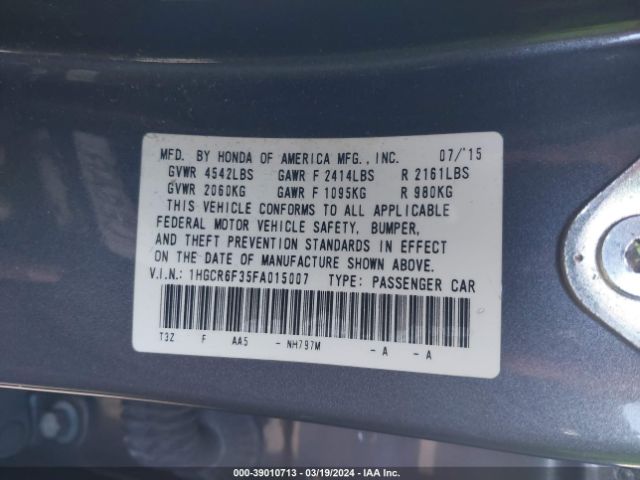 MFD. BY HONDA OF AMERICA MFG., INC. 07/'15
GVWR 4542LBS GAWR F 2414LBS R 2161LBS
GVWR 2060KG GAWR F 1095KG R 980KG
THIS VEHICLE CONFORMS TO ALL APPLICABLE
FEDERAL MOTOR VEHICLE SAFETY, BUMPER,
AND THEFT PREVENTION STANDARDS IN EFFECT
ON THE DATE OF MANUFACTURE SHOWN ABOVE.
V.I.N.: 1HGCR6F35FA015007 TYPE: PASSENGER CAR
T3Z F AA5 - NH797M - A - A
000-39010713 - 03/19/2024 - IAA Inc.